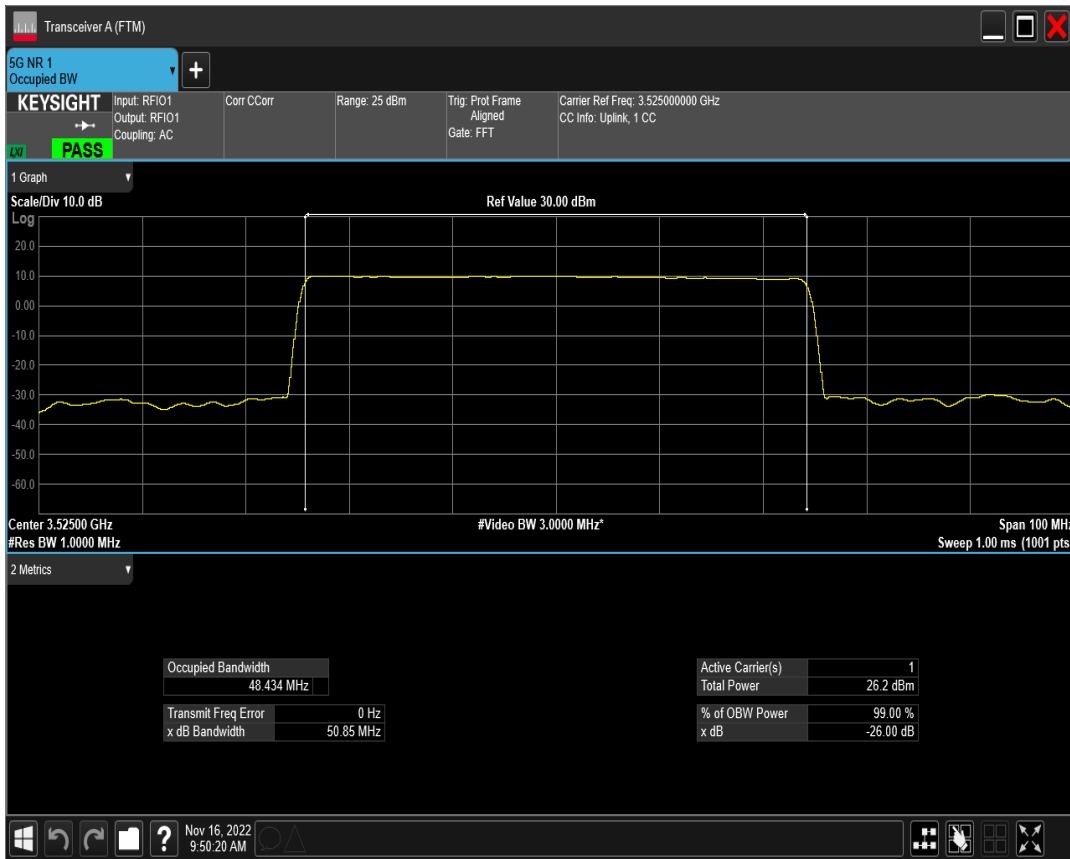 Transceiver A (FTM)
5G NR 1
Occupied BW
+
KEYSIGHT
LXI
PASS
Input: RFIO1
Output: RFIO1
Coupling: AC
Corr CCorr
Range: 25 dBm
Trig: Prot Frame
Aligned
Gate: FFT
Carrier Ref Freq: 3.525000000 GHz
CC Info: Uplink, 1 CC
1 Graph
Scale/Div 10.0 dB
Ref Value 30.00 dBm
Log
20.0
10.0
0.00
-10.0
-20.0
-30.0
-40.0
-50.0
-60.0
Center 3.52500 GHz
#Video BW 3.0000 MHz*
Span 100 MHz
#Res BW 1.0000 MHz
Sweep 1.00 ms (1001 pts
2 Metrics
Occupied Bandwidth
48.434 MHz
Transmit Freq Error 0 Hz
x dB Bandwidth 50.85 MHz
Active Carrier(s) 1
Total Power 26.2 dBm
% of OBW Power 99.00 %
x dB -26.00 dB
?
Nov 16, 2022
9:50:20 AM